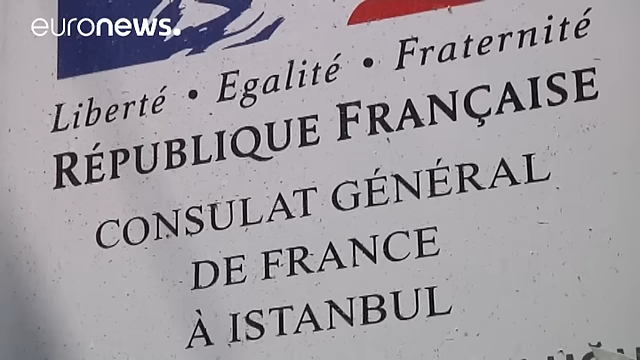 euronews.
Liberté • Egalité • Fraternité
RÉPUBLIQUE FRANÇAISE
CONSULAT GÉNÉRAL
DE FRANCE
À ISTANBUL